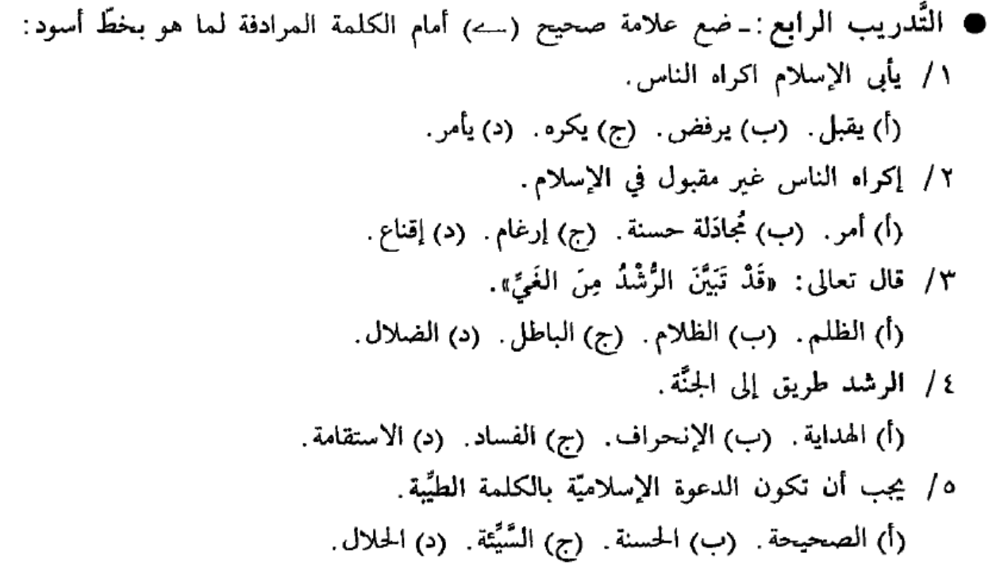 ● التَّدريب الرابع:ـ ضع علامة صحيح (✓) أمام الكلمة المرادفة لما هو بخطّ أسود:
١/ يأبى الإسلام اكراه الناس.
(أ) يقبل. (ب) يرفض. (ج) يكره. (د) يأمر.
٢/ إكراه الناس غير مقبول في الإسلام.
(أ) أمر. (ب) مُجادَلة حسنة. (ج) إرغام. (د) إقناع.
٣/ قال تعالى: «قَدْ تَبَيَّنَ الرُّشْدُ مِنَ الغَيِّ».
(أ) الظلم. (ب) الظلام. (ج) الباطل. (د) الضلال.
٤/ الرشد طريق إلى الجنَّة.
(أ) الهداية. (ب) الإنحراف. (ج) الفساد. (د) الاستقامة.
٥/ يجب أن تكون الدعوة الإسلاميّة بالكلمة الطيِّبة.
(أ) الصحيحة. (ب) الحسنة. (ج) السَّيِّئة. (د) الحلال.